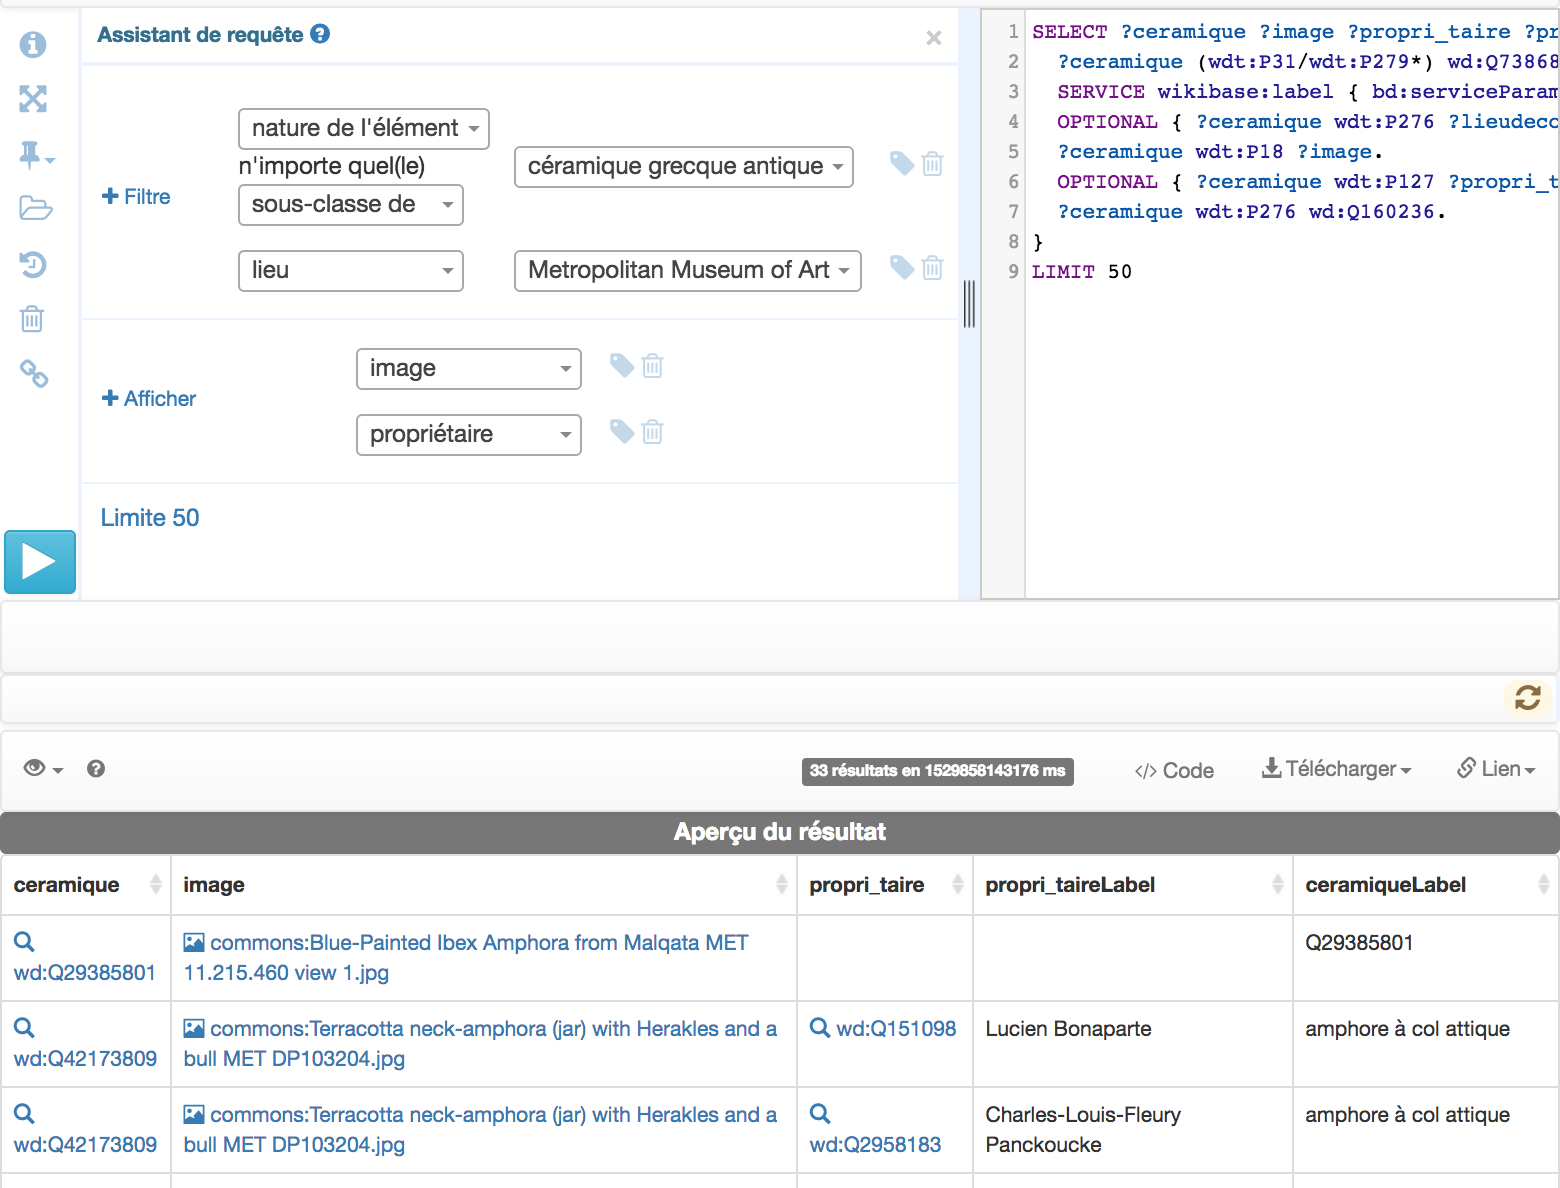 Assistant de requête
nature de l'élément
n'importe quel(le)
sous-classe de
céramique grecque antique
Filtre
lieu
Metropolitan Museum of Art
Afficher
image
propriétaire
Limite 50
1 SELECT ?ceramique ?image ?propri_taire ?pr
2 ?ceramique (wdt:P31/wdt:P279*) wd:Q73868
3 SERVICE wikibase:label { bd:serviceParam
4 OPTIONAL { ?ceramique wdt:P276 ?lieudecc
5 ?ceramique wdt:P18 ?image.
6 OPTIONAL { ?ceramique wdt:P127 ?propri_t
7 ?ceramique wdt:P276 wd:Q160236.
8 }
9 LIMIT 50
33 résultats en 1529858143176 ms
</> Code
Télécharger
Lien
Aperçu du résultat
ceramique image propri_taire propri_taireLabel ceramiqueLabel
wd:Q29385801
commons:Blue-Painted Ibex Amphora from Malqata MET
11.215.460 view 1.jpg
Q29385801
wd:Q42173809
commons:Terracotta neck-amphora (jar) with Herakles and a
bull MET DP103204.jpg
wd:Q151098
Lucien Bonaparte
amphore à col attique
wd:Q42173809
commons:Terracotta neck-amphora (jar) with Herakles and a
bull MET DP103204.jpg
wd:Q2958183
Charles-Louis-Fleury
Panckoucke
amphore à col attique